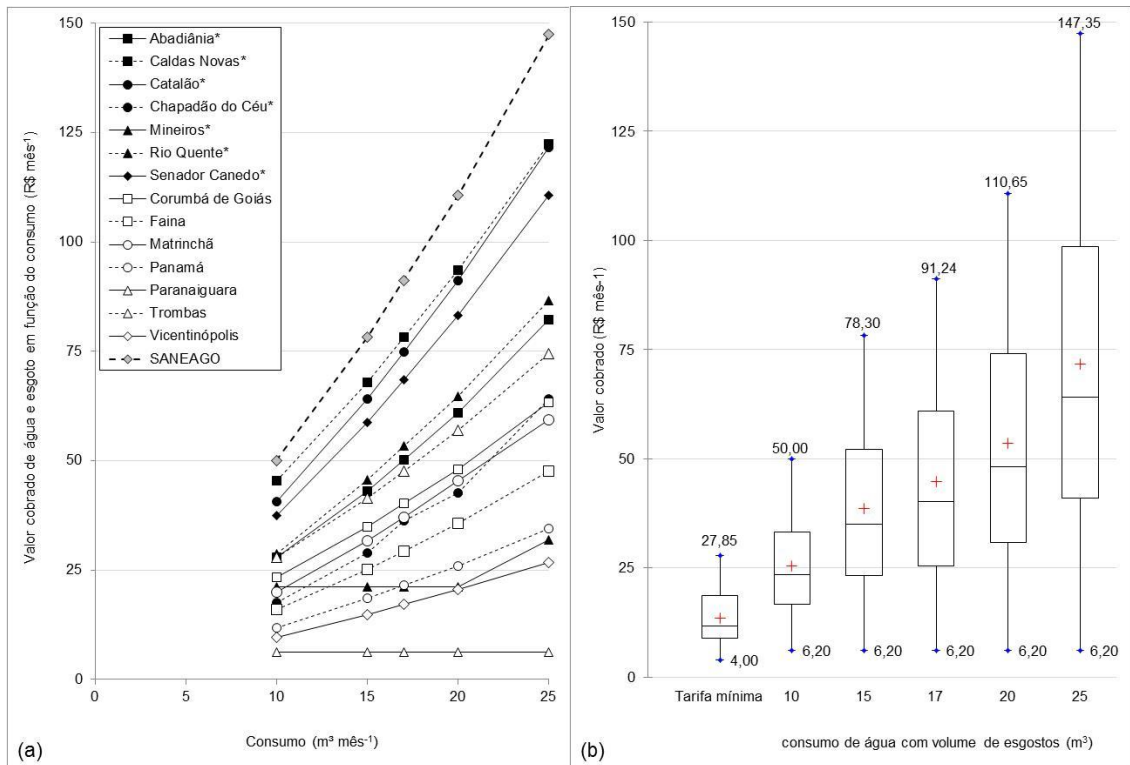 Valor cobrado de água e esgoto em função do consumo (R$ mês⁻¹)
150
125
100
75
50
25
0
Abadiânia*
Caldas Novas*
Catalão*
Chapadão do Céu*
Mineiros*
Rio Quente*
Senador Canedo*
Corumbá de Goiás
Faina
Matrinchã
Panamá
Paranaiguara
Trombas
Vicentinópolis
SANEAGO
0 5 10 15 20 25
Consumo (m³ mês⁻¹)
(a)
Valor cobrado (R$ mês-1)
150
125
100
75
50
25
0
27,85
50,00
78,30
91,24
110,65
147,35
4,00
6,20
6,20
6,20
6,20
6,20
Tarifa mínima 10 15 17 20 25
consumo de água com volume de esgotos (m³)
(b)